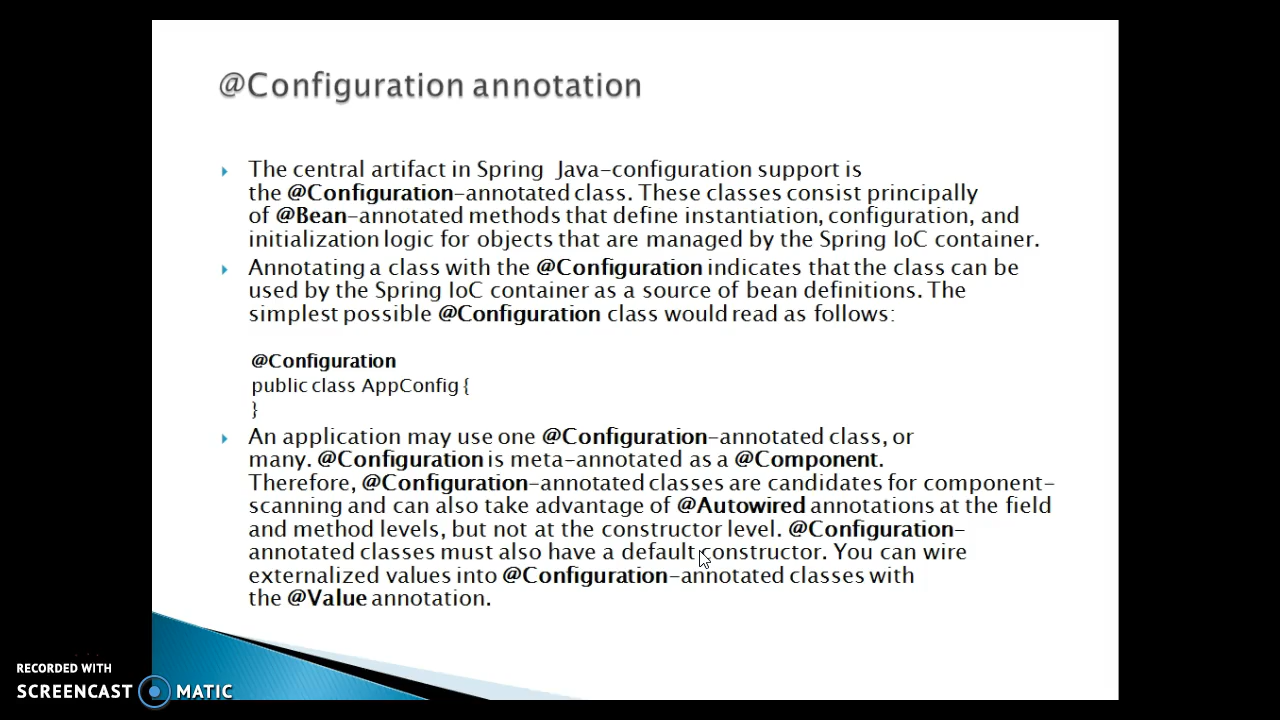 @Configuration annotation
The central artifact in Spring Java-configuration support is
the @Configuration-annotated class. These classes consist principally
of @Bean-annotated methods that define instantiation, configuration, and
initialization logic for objects that are managed by the Spring IoC container.
Annotating a class with the @Configuration indicates that the class can be
used by the Spring IoC container as a source of bean definitions. The
simplest possible @Configuration class would read as follows:
@Configuration
public class AppConfig {
}
An application may use one @Configuration-annotated class, or
many. @Configuration is meta-annotated as a @Component.
Therefore, @Configuration-annotated classes are candidates for component-
scanning and can also take advantage of @Autowired annotations at the field
and method levels, but not at the constructor level. @Configuration-
annotated classes must also have a default constructor. You can wire
externalized values into @Configuration-annotated classes with
the @Value annotation.
RECORDED WITH
SCREENCAST MATIC